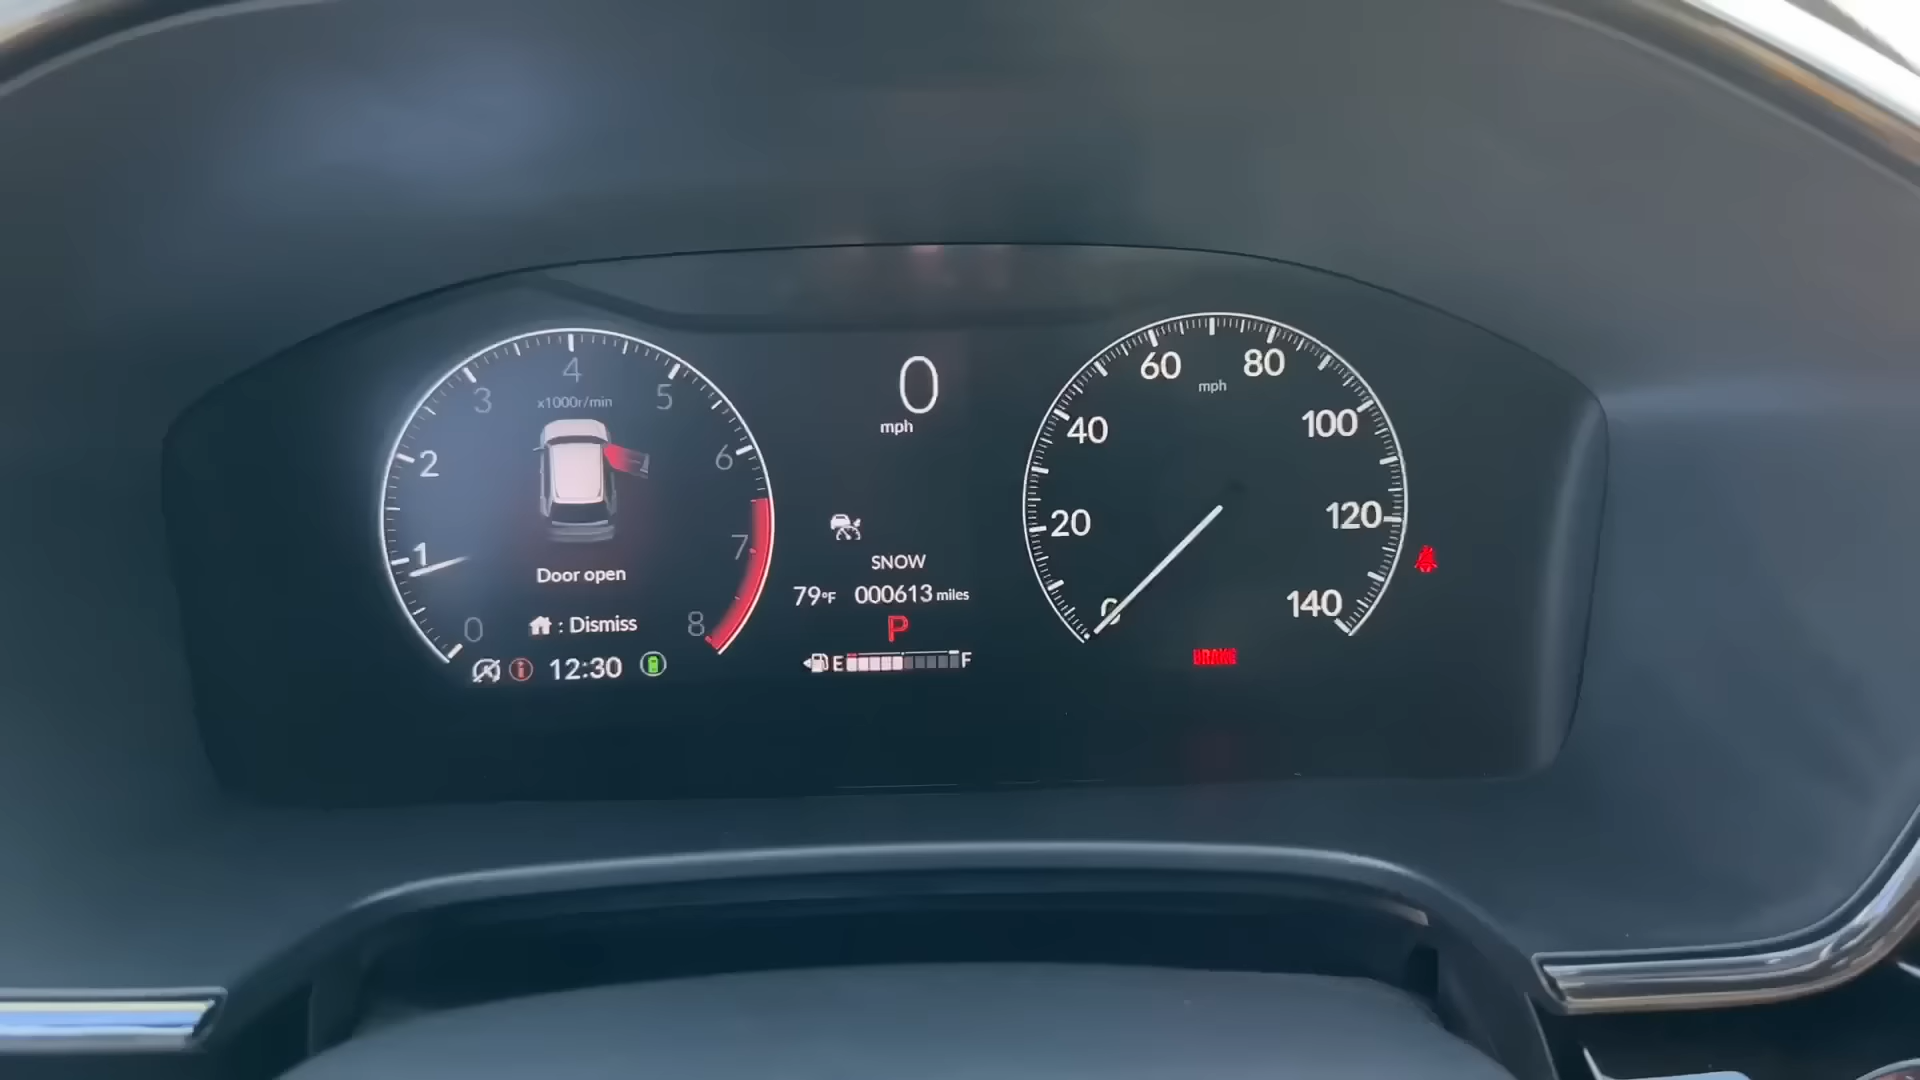 4
3
5
x1000r/min
2
6
1
7
Door open
0
: Dismiss
8
12:30
0
mph
SNOW
79°F 000613 miles
P
E F
60 80
mph
40 100
20 120
0 140
BRAKE